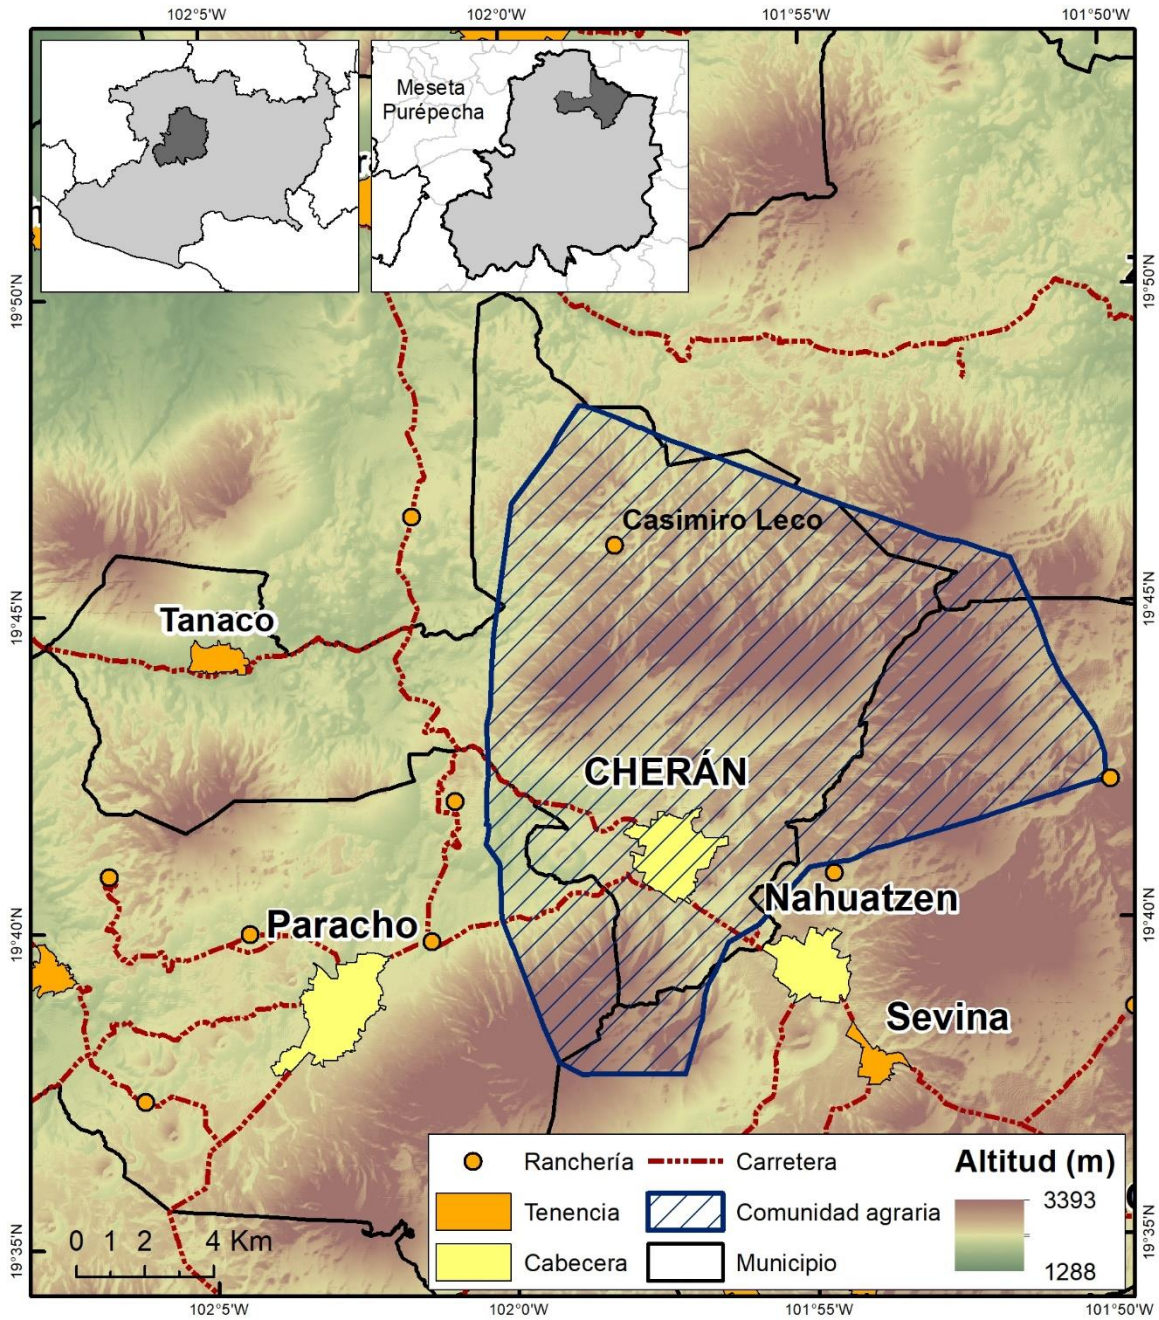 102°5'W
102°0'W
101°55'W
101°50'W
Meseta
Purépecha
19°50'N
19°50'N
Casimiro Leco
19°45'N
19°45'N
Tanaco
CHERÁN
Nahuatzen
Paracho
19°40'N
19°40'N
Sevina
Ranchería
Carretera
Altitud (m)
Tenencia
Comunidad agraria
3393
Cabecera
Municipio
1288
0 1 2 4 Km
19°35'N
19°35'N
102°5'W
102°0'W
101°55'W
101°50'W